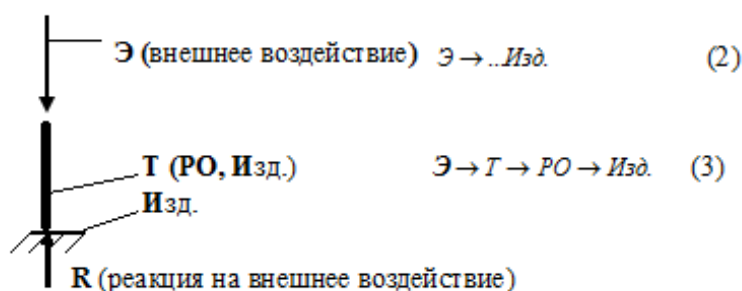 Э (внешнее воздействие) Э → ...Изд. (2)
Т (РО, Изд.) Э → Т → РО → Изд. (3)
Изд.
R (реакция на внешнее воздействие)